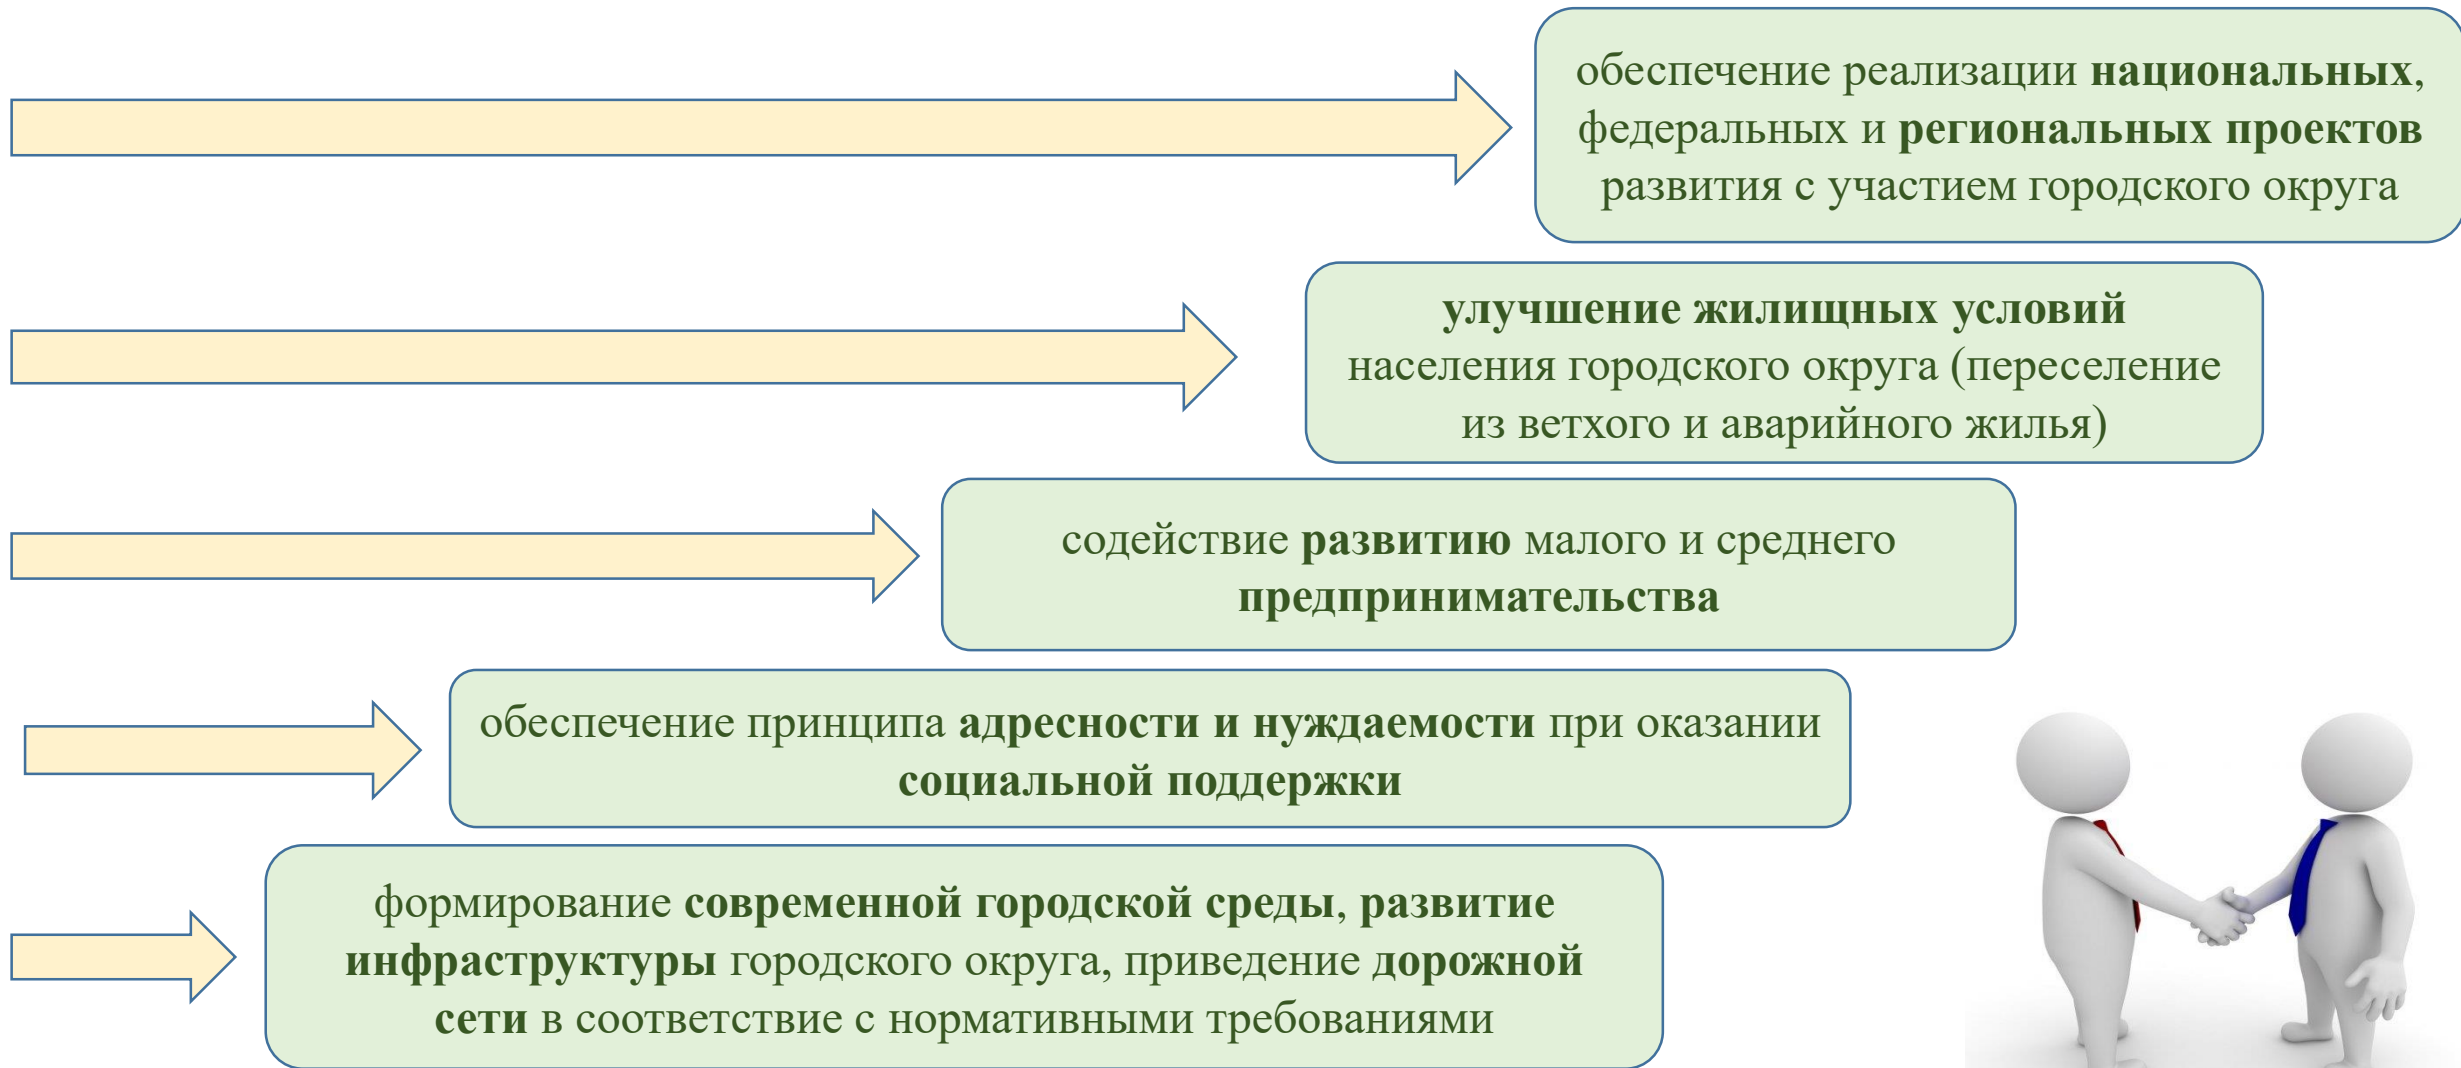 обеспечение реализации национальных,
федеральных и региональных проектов
развития с участием городского округа
улучшение жилищных условий
населения городского округа (переселение
из ветхого и аварийного жилья)
содействие развитию малого и среднего
предпринимательства
обеспечение принципа адресности и нуждаемости при оказании
социальной поддержки
формирование современной городской среды, развитие
инфраструктуры городского округа, приведение дорожной
сети в соответствие с нормативными требованиями